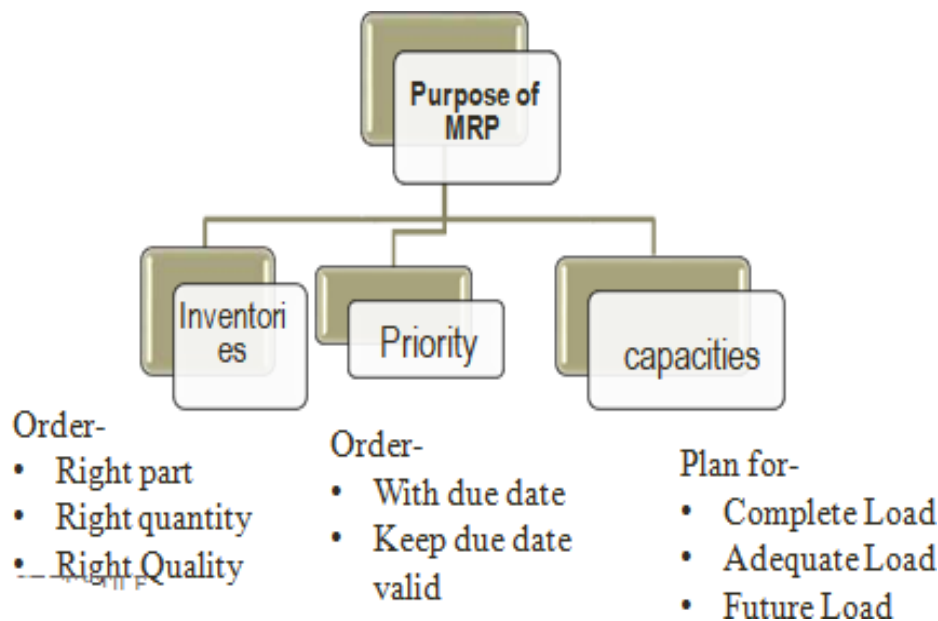 Purpose of
MRP
Inventori
es
Priority
capacities
Order-
• Right part
• Right quantity
• Right Quality
Order-
• With due date
• Keep due date
valid
Plan for-
• Complete Load
• Adequate Load
• Future Load